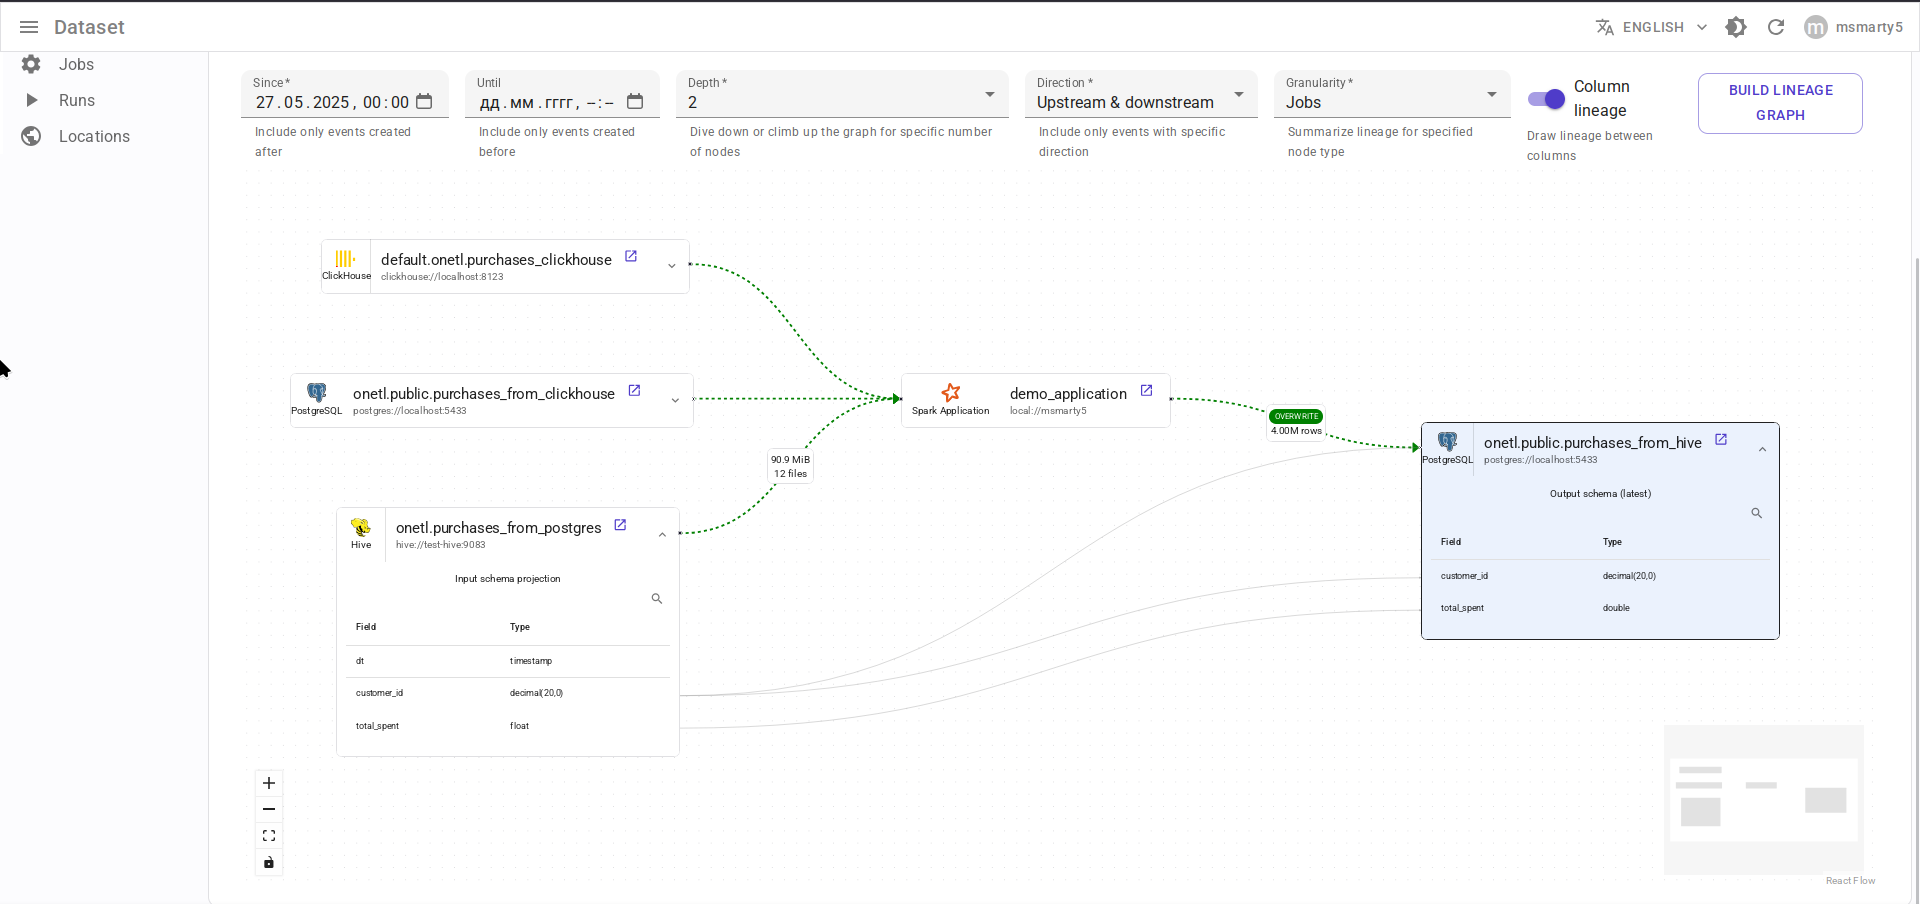 Dataset
ENGLISH
m
msmarty5
Jobs
Runs
Locations
Since *
27.05.2025, 00:00
Include only events created
after
Until
дд.мм.гггг, --:--
Include only events created
before
Depth *
2
Dive down or climb up the graph for specific number
of nodes
Direction *
Upstream & downstream
Include only events with specific
direction
Granularity *
Jobs
Summarize lineage for specified
node type
Column
lineage
Draw lineage between
columns
BUILD LINEAGE
GRAPH
ClickHouse
default.onetl.purchases_clickhouse
clickhouse://localhost:8123
PostgreSQL
onetl.public.purchases_from_clickhouse
postgres://localhost:5433
Spark Application
demo_application
local://msmarty5
OVERWRITE
4.00M rows
90.9 MiB
12 files
PostgreSQL
onetl.public.purchases_from_hive
postgres://localhost:5433
Output schema (latest)
Field Type
customer_id decimal(20,0)
total_spent double
Hive
onetl.purchases_from_postgres
hive://test-hive:9083
Input schema projection
Field Type
dt timestamp
customer_id decimal(20,0)
total_spent float
React Flow